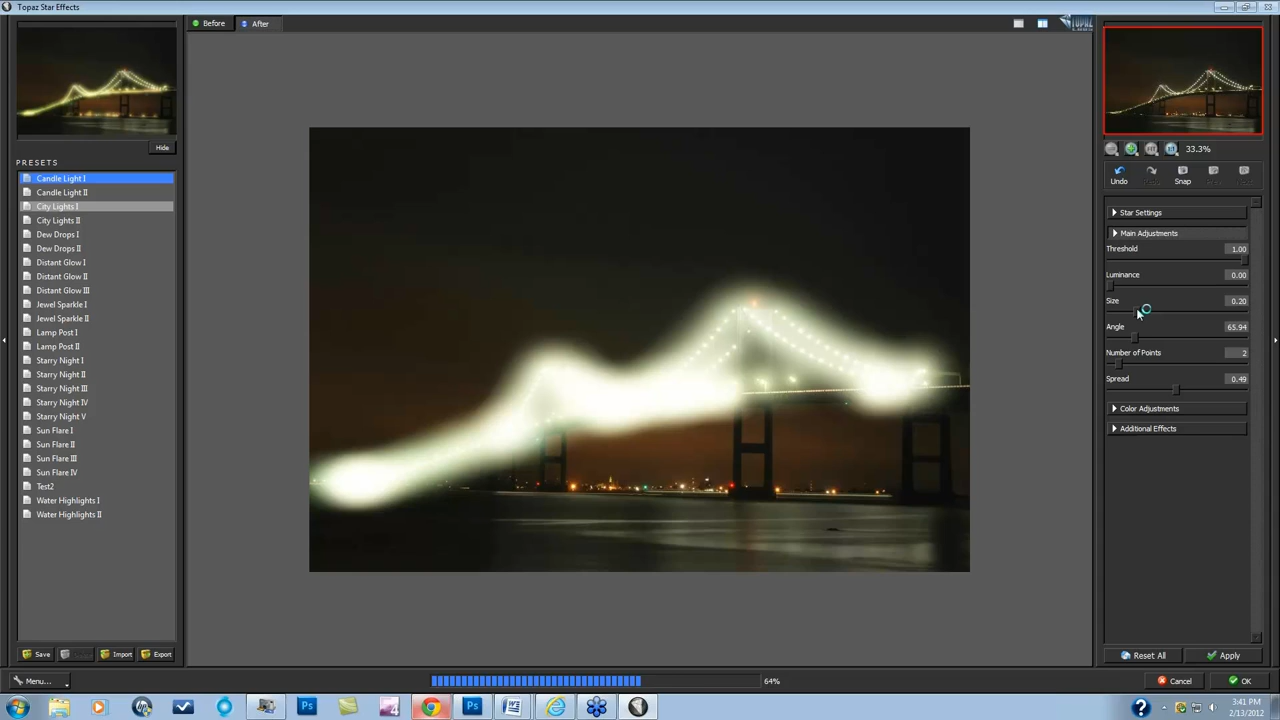 Topaz Star Effects
Before
After
TOPAZ
LABS
Hide
33.3%
PRESETS
Undo
Snap
Candle Light I
Candle Light II
City Lights I
City Lights II
Dew Drops I
Dew Drops II
Distant Glow I
Distant Glow II
Distant Glow III
Jewel Sparkle I
Jewel Sparkle II
Lamp Post I
Lamp Post II
Starry Night I
Starry Night II
Starry Night III
Starry Night IV
Starry Night V
Sun Flare I
Sun Flare II
Sun Flare III
Sun Flare IV
Test2
Water Highlights I
Water Highlights II
Star Settings
Main Adjustments
Threshold 1.00
Luminance 0.00
Size 0.20
Angle 65.94
Number of Points 2
Spread 0.49
Color Adjustments
Additional Effects
Save
Import
Export
Reset All
Apply
Menu...
64%
Cancel
OK
3:41 PM
2/13/2012